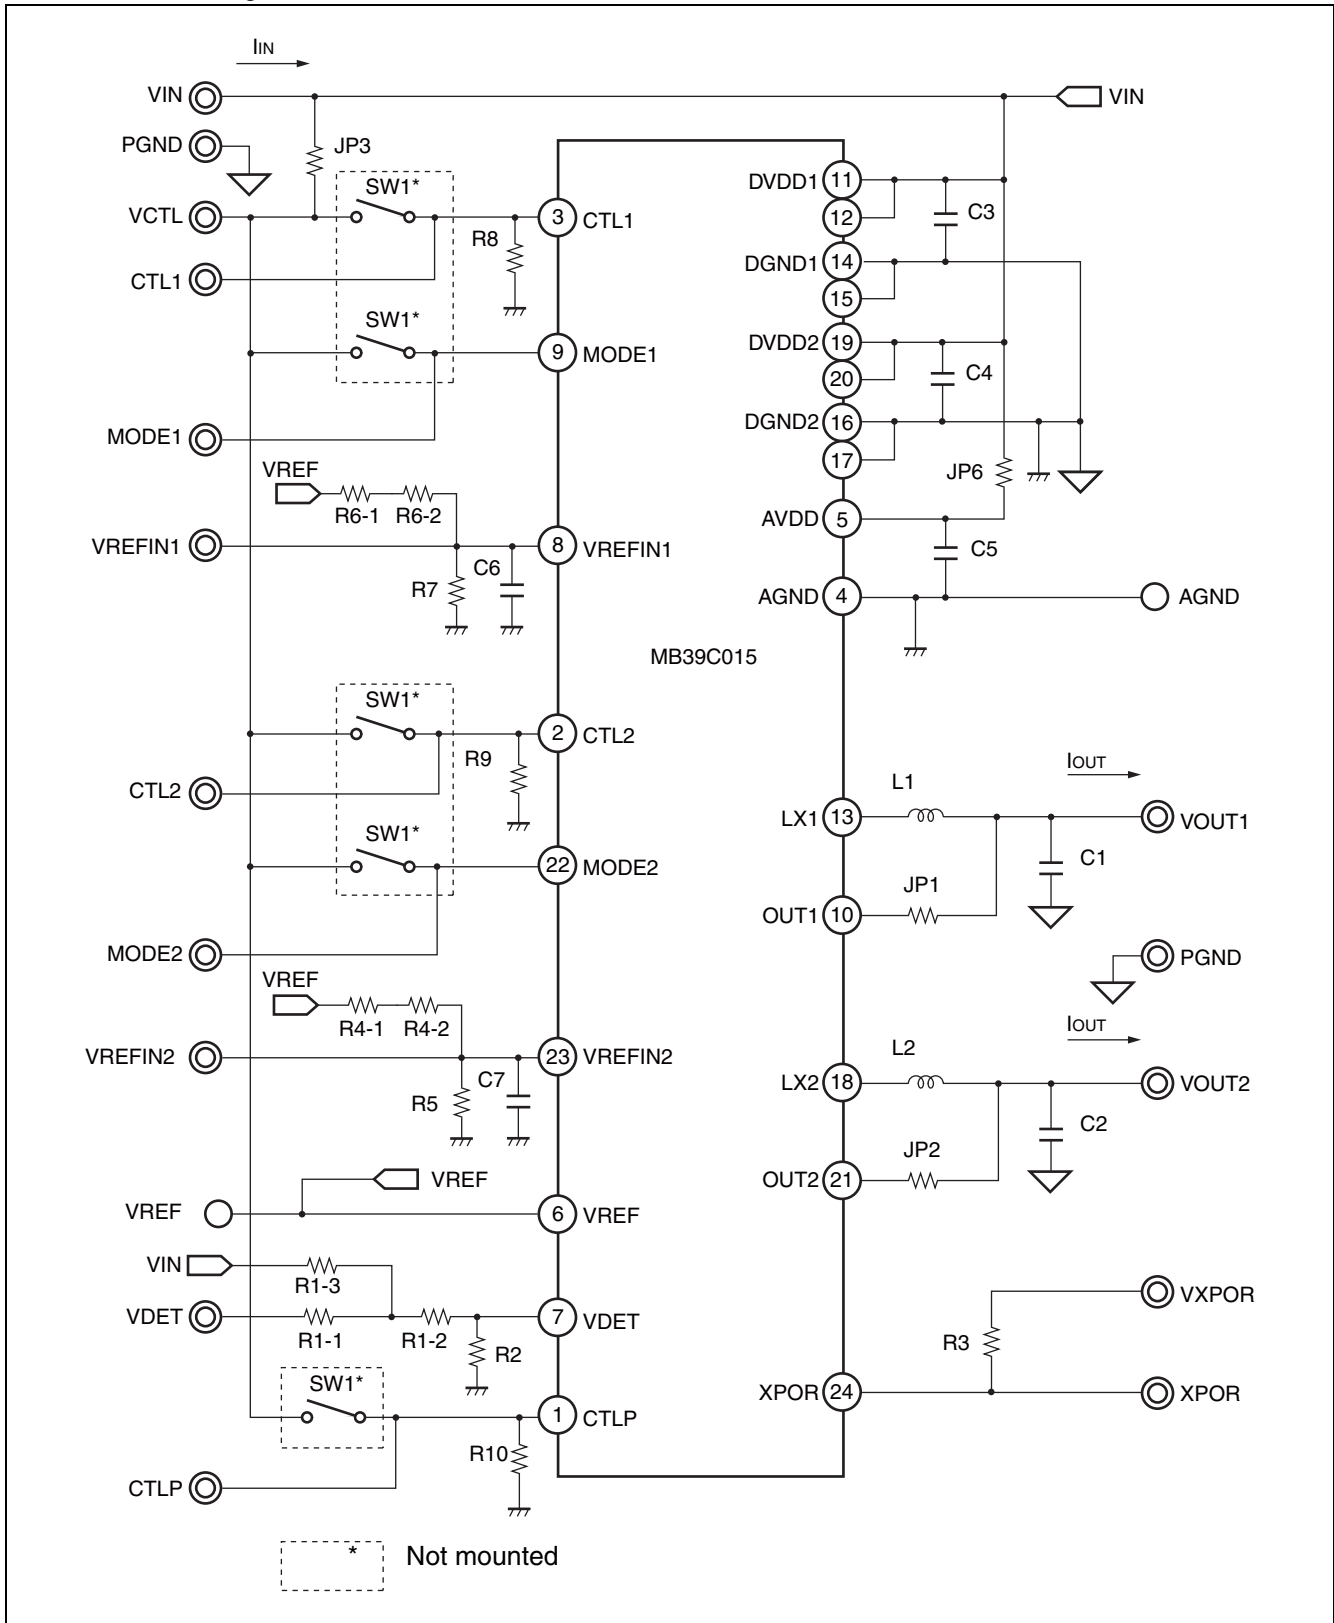 IIN
VIN
VIN
PGND
JP3
SW1*
DVDD1 11
VCTL
3 CTL1
12
C3
R8
CTL1
DGND1 14
15
SW1*
9 MODE1
DVDD2 19
20
C4
MODE1
DGND2 16
17
VREF
JP6
R6-1 R6-2
AVDD 5
VREFIN1
8 VREFIN1
C5
R7
C6
AGND 4
AGND
MB39C015
SW1*
2 CTL2
R9
CTL2
IOUT
L1
LX1 13
VOUT1
SW1*
22 MODE2
C1
JP1
OUT1 10
MODE2
PGND
VREF
R4-1 R4-2
IOUT
VREFIN2
23 VREFIN2
L2
R5
C7
LX2 18
VOUT2
C2
JP2
VREF
OUT2 21
VREF
6 VREF
VIN
R1-3
VXPOR
VDET
7 VDET
R1-1 R1-2
R2
R3
SW1*
XPOR 24
XPOR
1 CTLP
R10
CTLP
* Not mounted